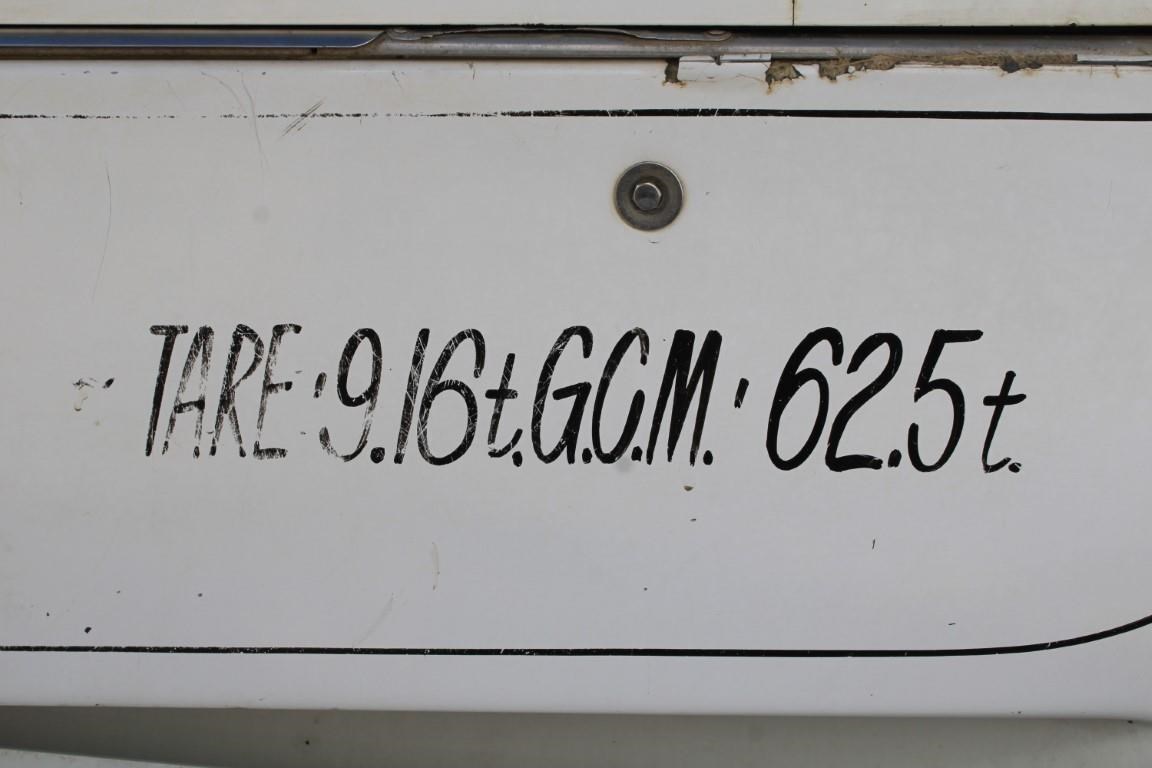 TARE : 9.16t. G.C.M. : 62.5t.